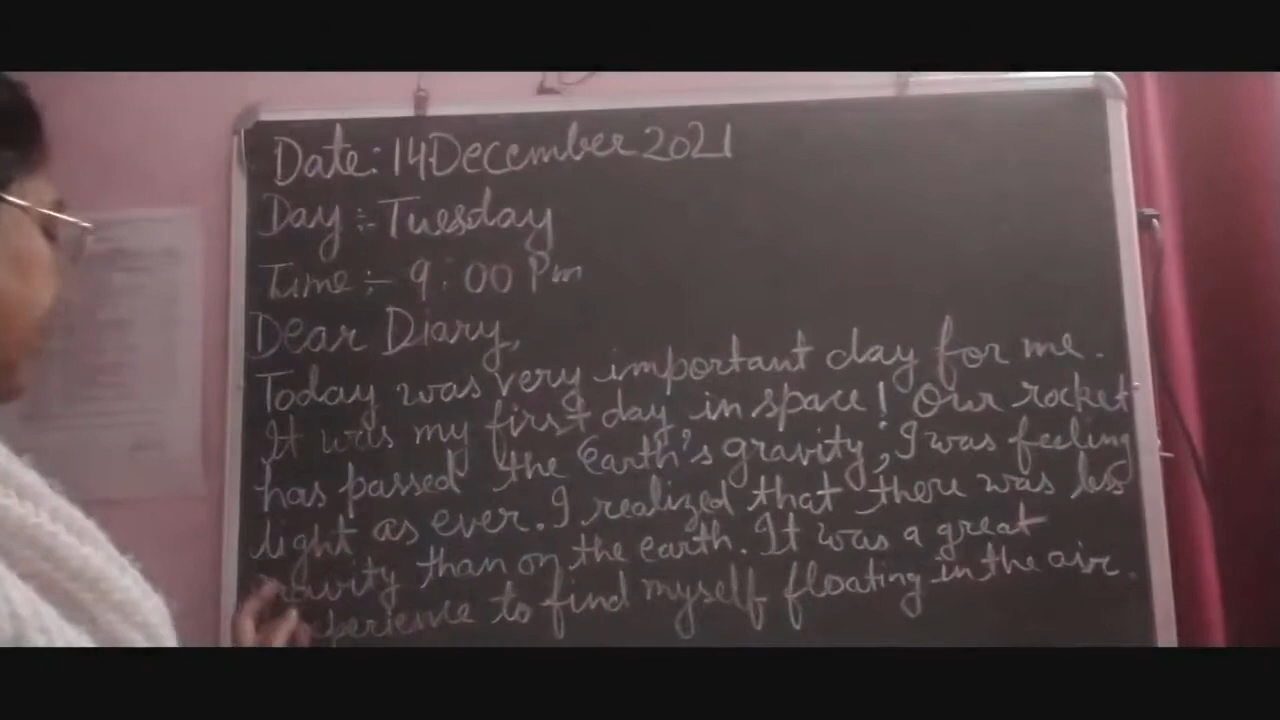 Date: 14 December 2021
Day :- Tuesday
Time :- 9:00 Pm
Dear Diary,
Today was very important day for me.
It was my first day in space! Our rocket
has passed the Earth's gravity, I was feeling
light as ever. I realized that there was less
gravity than on the earth. It was a great
experience to find myself floating in the air.